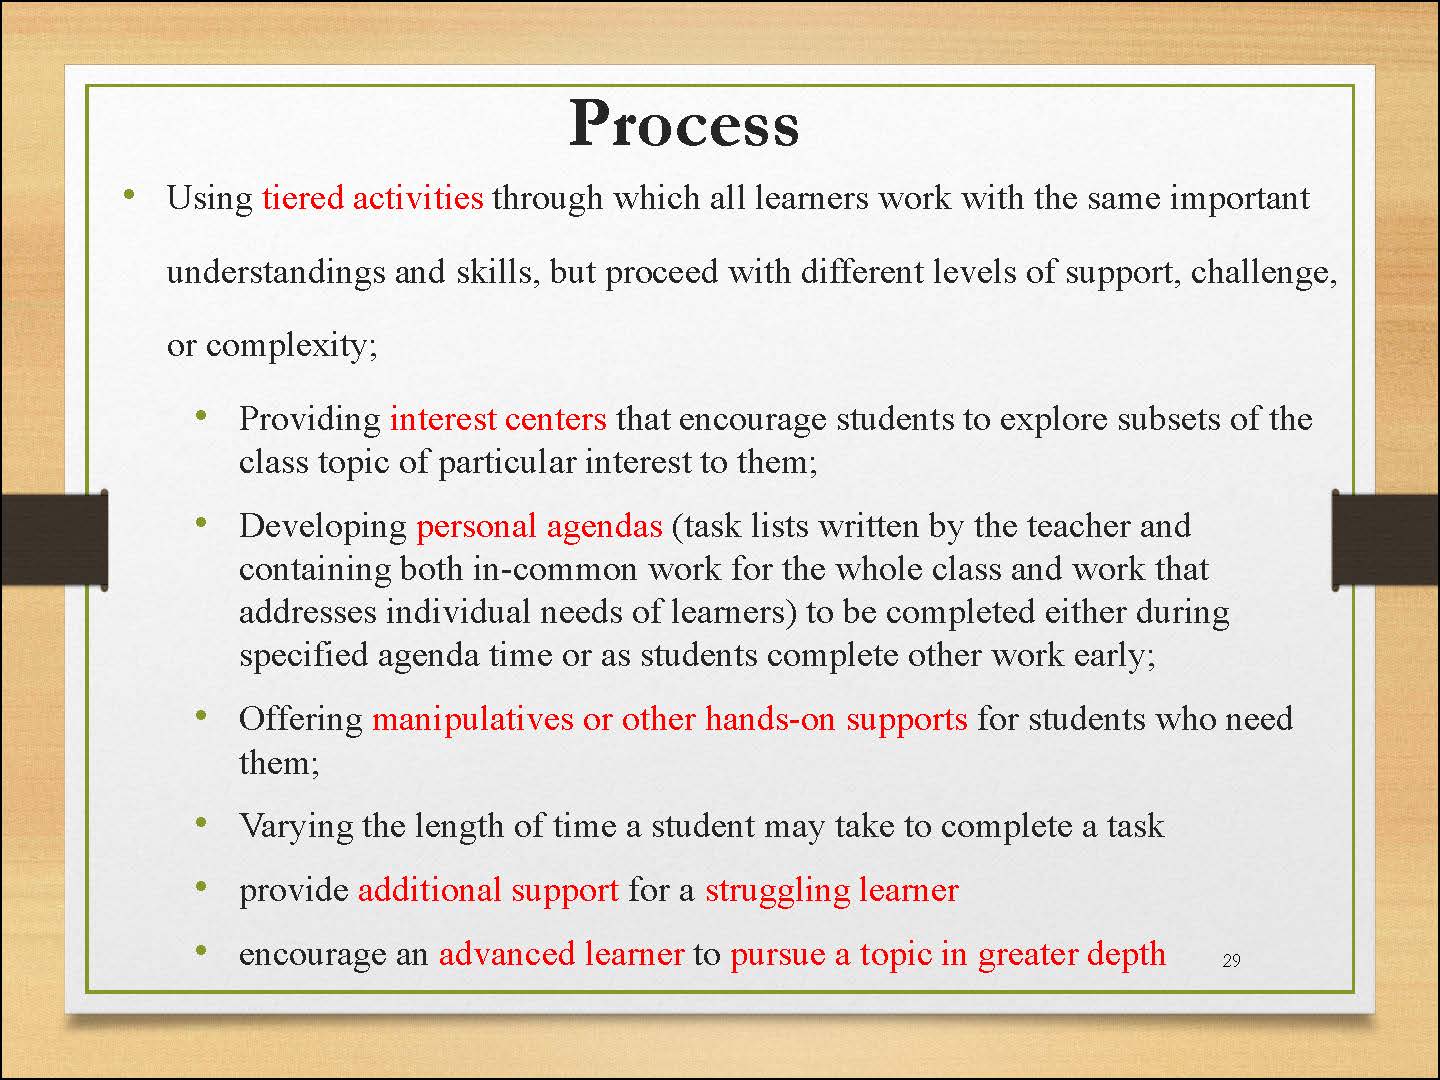 Process
• Using tiered activities through which all learners work with the same important
understandings and skills, but proceed with different levels of support, challenge,
or complexity;
• Providing interest centers that encourage students to explore subsets of the
class topic of particular interest to them;
• Developing personal agendas (task lists written by the teacher and
containing both in-common work for the whole class and work that
addresses individual needs of learners) to be completed either during
specified agenda time or as students complete other work early;
• Offering manipulatives or other hands-on supports for students who need
them;
• Varying the length of time a student may take to complete a task
• provide additional support for a struggling learner
• encourage an advanced learner to pursue a topic in greater depth
29